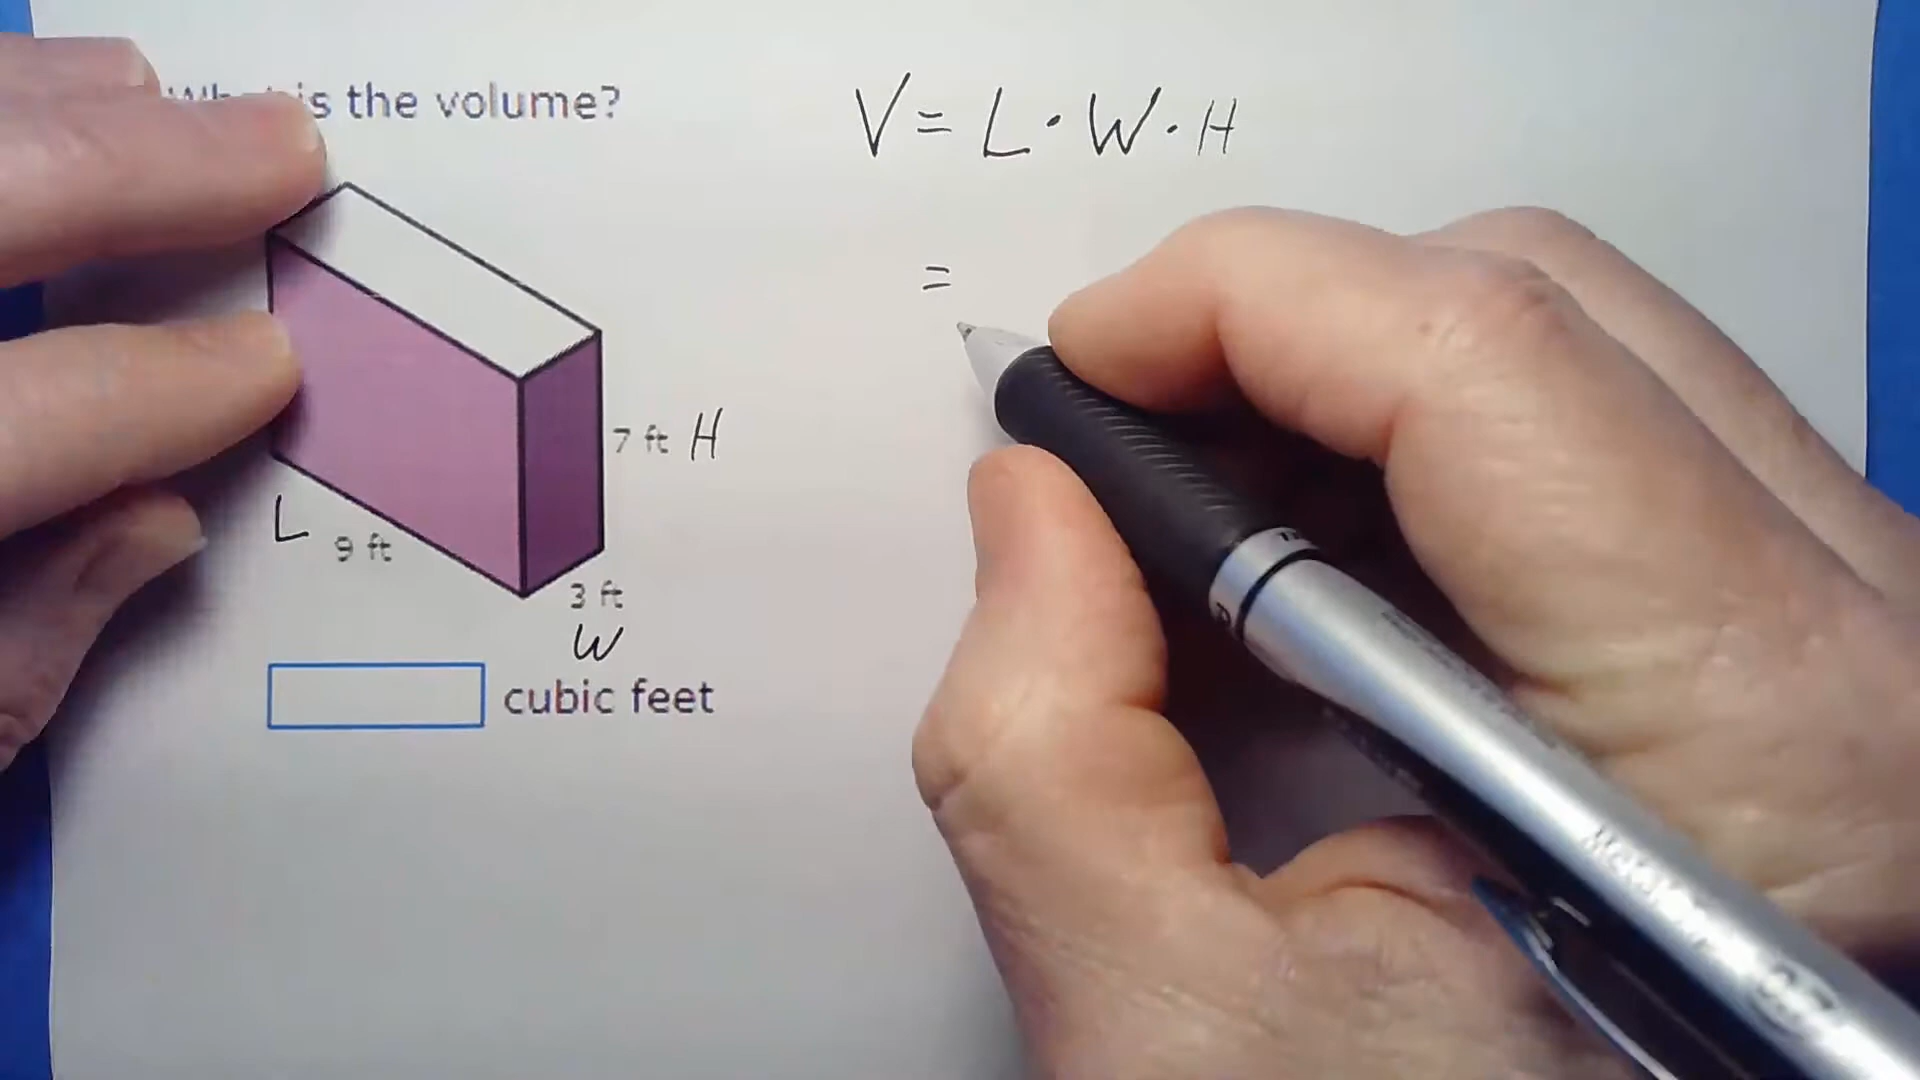 is the volume?
V = L · W · H
=
7 ft H
L 9 ft
3 ft
W
cubic feet